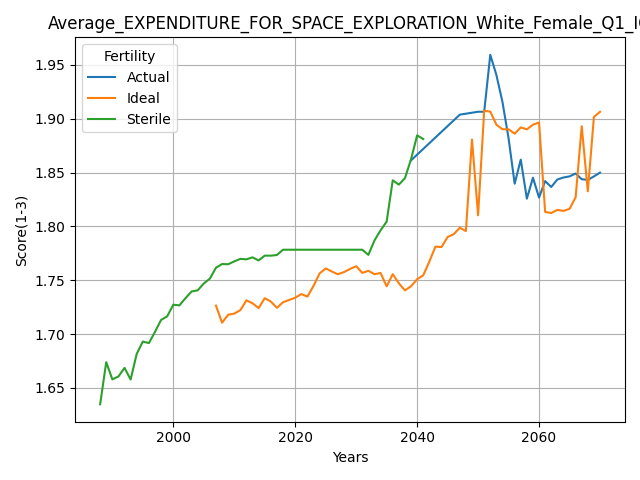 Average_EXPENDITURE_FOR_SPACE_EXPLORATION_White_Female_Q1_I
Fertility
Actual
Ideal
Sterile
1.95
1.90
1.85
1.80
1.75
1.70
1.65
Score(1-3)
2000
2020
2040
2060
Years